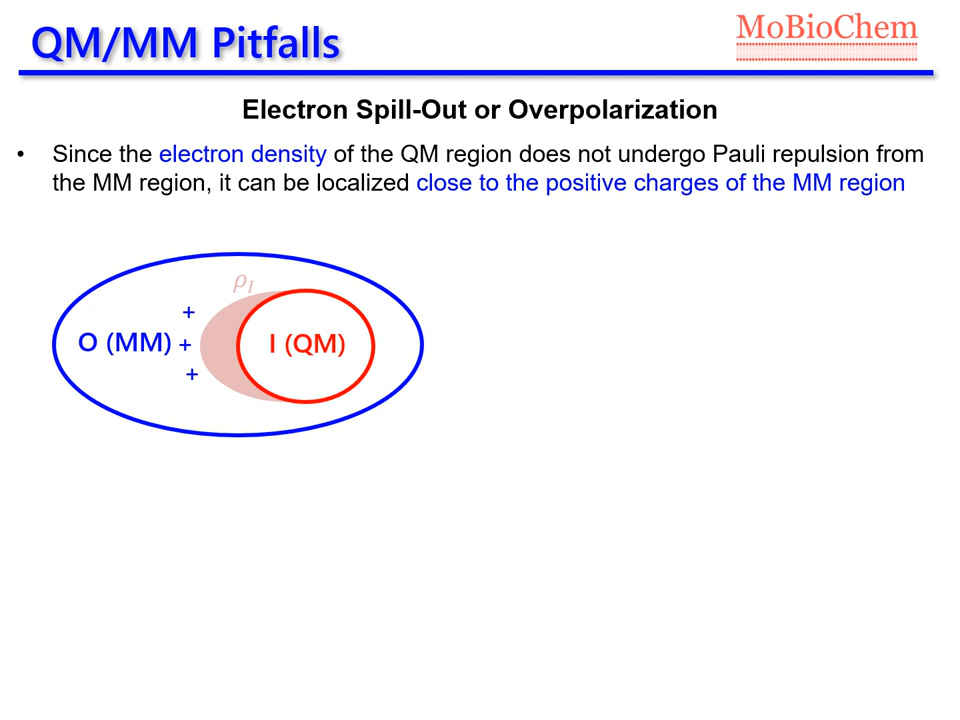 QM/MM Pitfalls
MoBioChem
Electron Spill-Out or Overpolarization
• Since the electron density of the QM region does not undergo Pauli repulsion from
the MM region, it can be localized close to the positive charges of the MM region
ρ_I
+
O (MM) + I (QM)
+